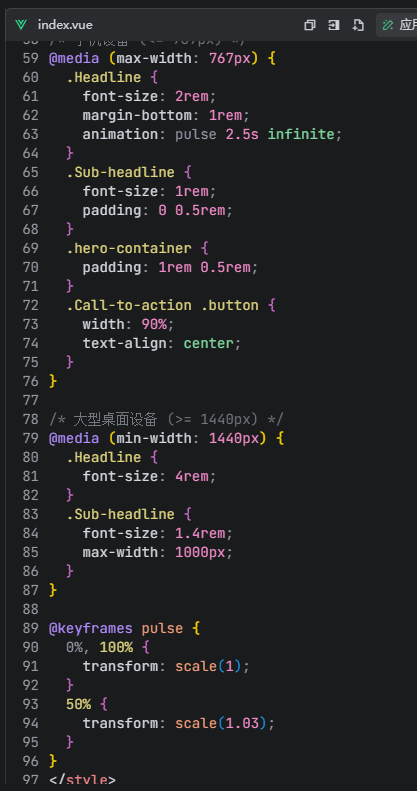 index.vue
应用
58 /* 手机设备 (<= 767px) */
59 @media (max-width: 767px) {
60   .Headline {
61     font-size: 2rem;
62     margin-bottom: 1rem;
63     animation: pulse 2.5s infinite;
64   }
65   .Sub-headline {
66     font-size: 1rem;
67     padding: 0 0.5rem;
68   }
69   .hero-container {
70     padding: 1rem 0.5rem;
71   }
72   .Call-to-action .button {
73     width: 90%;
74     text-align: center;
75   }
76 }
77
78 /* 大型桌面设备 (>= 1440px) */
79 @media (min-width: 1440px) {
80   .Headline {
81     font-size: 4rem;
82   }
83   .Sub-headline {
84     font-size: 1.4rem;
85     max-width: 1000px;
86   }
87 }
88
89 @keyframes pulse {
90   0%, 100% {
91     transform: scale(1);
92   }
93   50% {
94     transform: scale(1.03);
95   }
96 }
97 </style>